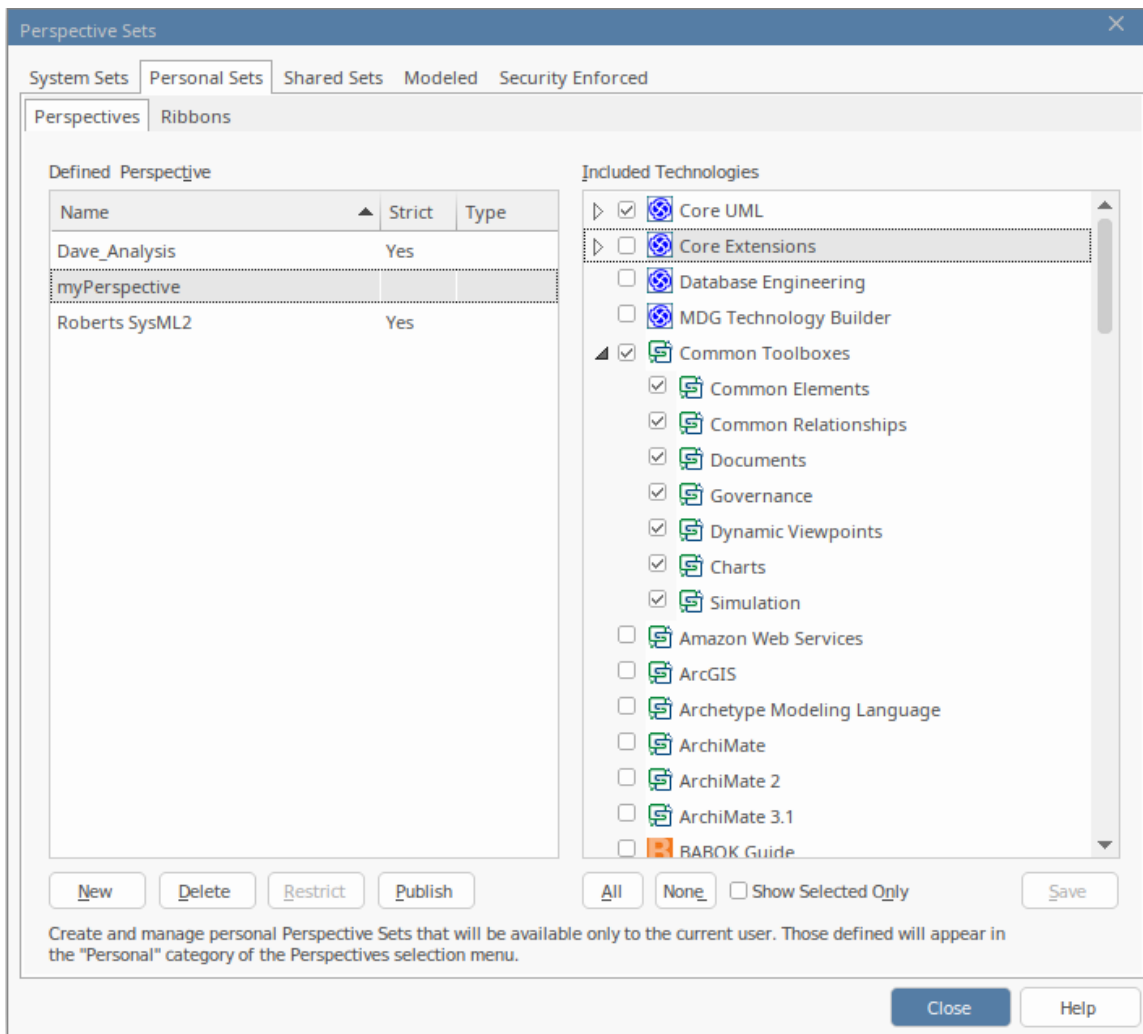 Perspective Sets
System Sets Personal Sets Shared Sets Modeled Security Enforced
Perspectives Ribbons
Defined Perspective
Name Strict Type
Dave_Analysis Yes
myPerspective
Roberts SysML2 Yes
Included Technologies
Core UML
Core Extensions
Database Engineering
MDG Technology Builder
Common Toolboxes
Common Elements
Common Relationships
Documents
Governance
Dynamic Viewpoints
Charts
Simulation
Amazon Web Services
ArcGIS
Archetype Modeling Language
ArchiMate
ArchiMate 2
ArchiMate 3.1
BABOK Guide
New Delete Restrict Publish
All None Show Selected Only Save
Create and manage personal Perspective Sets that will be available only to the current user. Those defined will appear in
the "Personal" category of the Perspectives selection menu.
Close Help